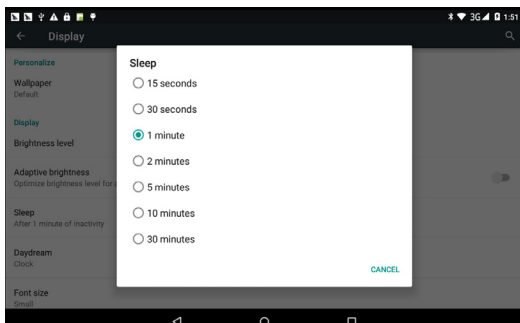 3G 1:51
Display
Personalize
Wallpaper
Default
Display
Brightness level
Adaptive brightness
Optimize brightness level for
Sleep
After 1 minute of inactivity
Daydream
Clock
Font size
Small
Sleep
15 seconds
30 seconds
1 minute
2 minutes
5 minutes
10 minutes
30 minutes
CANCEL